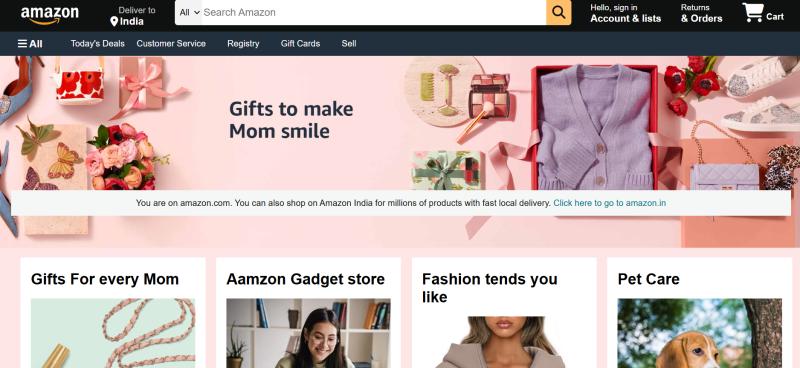 amazon
Deliver to
India
All
Search Amazon
Hello, sign in
Account & lists
Returns
& Orders
Cart
All
Today's Deals
Customer Service
Registry
Gift Cards
Sell
Gifts to make
Mom smile
You are on amazon.com. You can also shop on Amazon India for millions of products with fast local delivery. Click here to go to amazon.in
Gifts For every Mom
Aamzon Gadget store
Fashion tends you
like
Pet Care